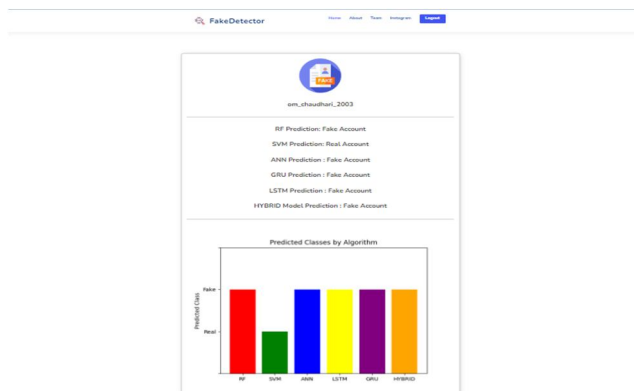 FakeDetector
Home About Team Instagram Logout
FAKE
om_chaudhari_2003
RF Prediction: Fake Account
SVM Prediction: Real Account
ANN Prediction : Fake Account
GRU Prediction : Fake Account
LSTM Prediction : Fake Account
HYBRID Model Prediction : Fake Account
Predicted Classes by Algorithm
Predicted Class
Fake
Real
RF SVM ANN LSTM GRU HYBRID